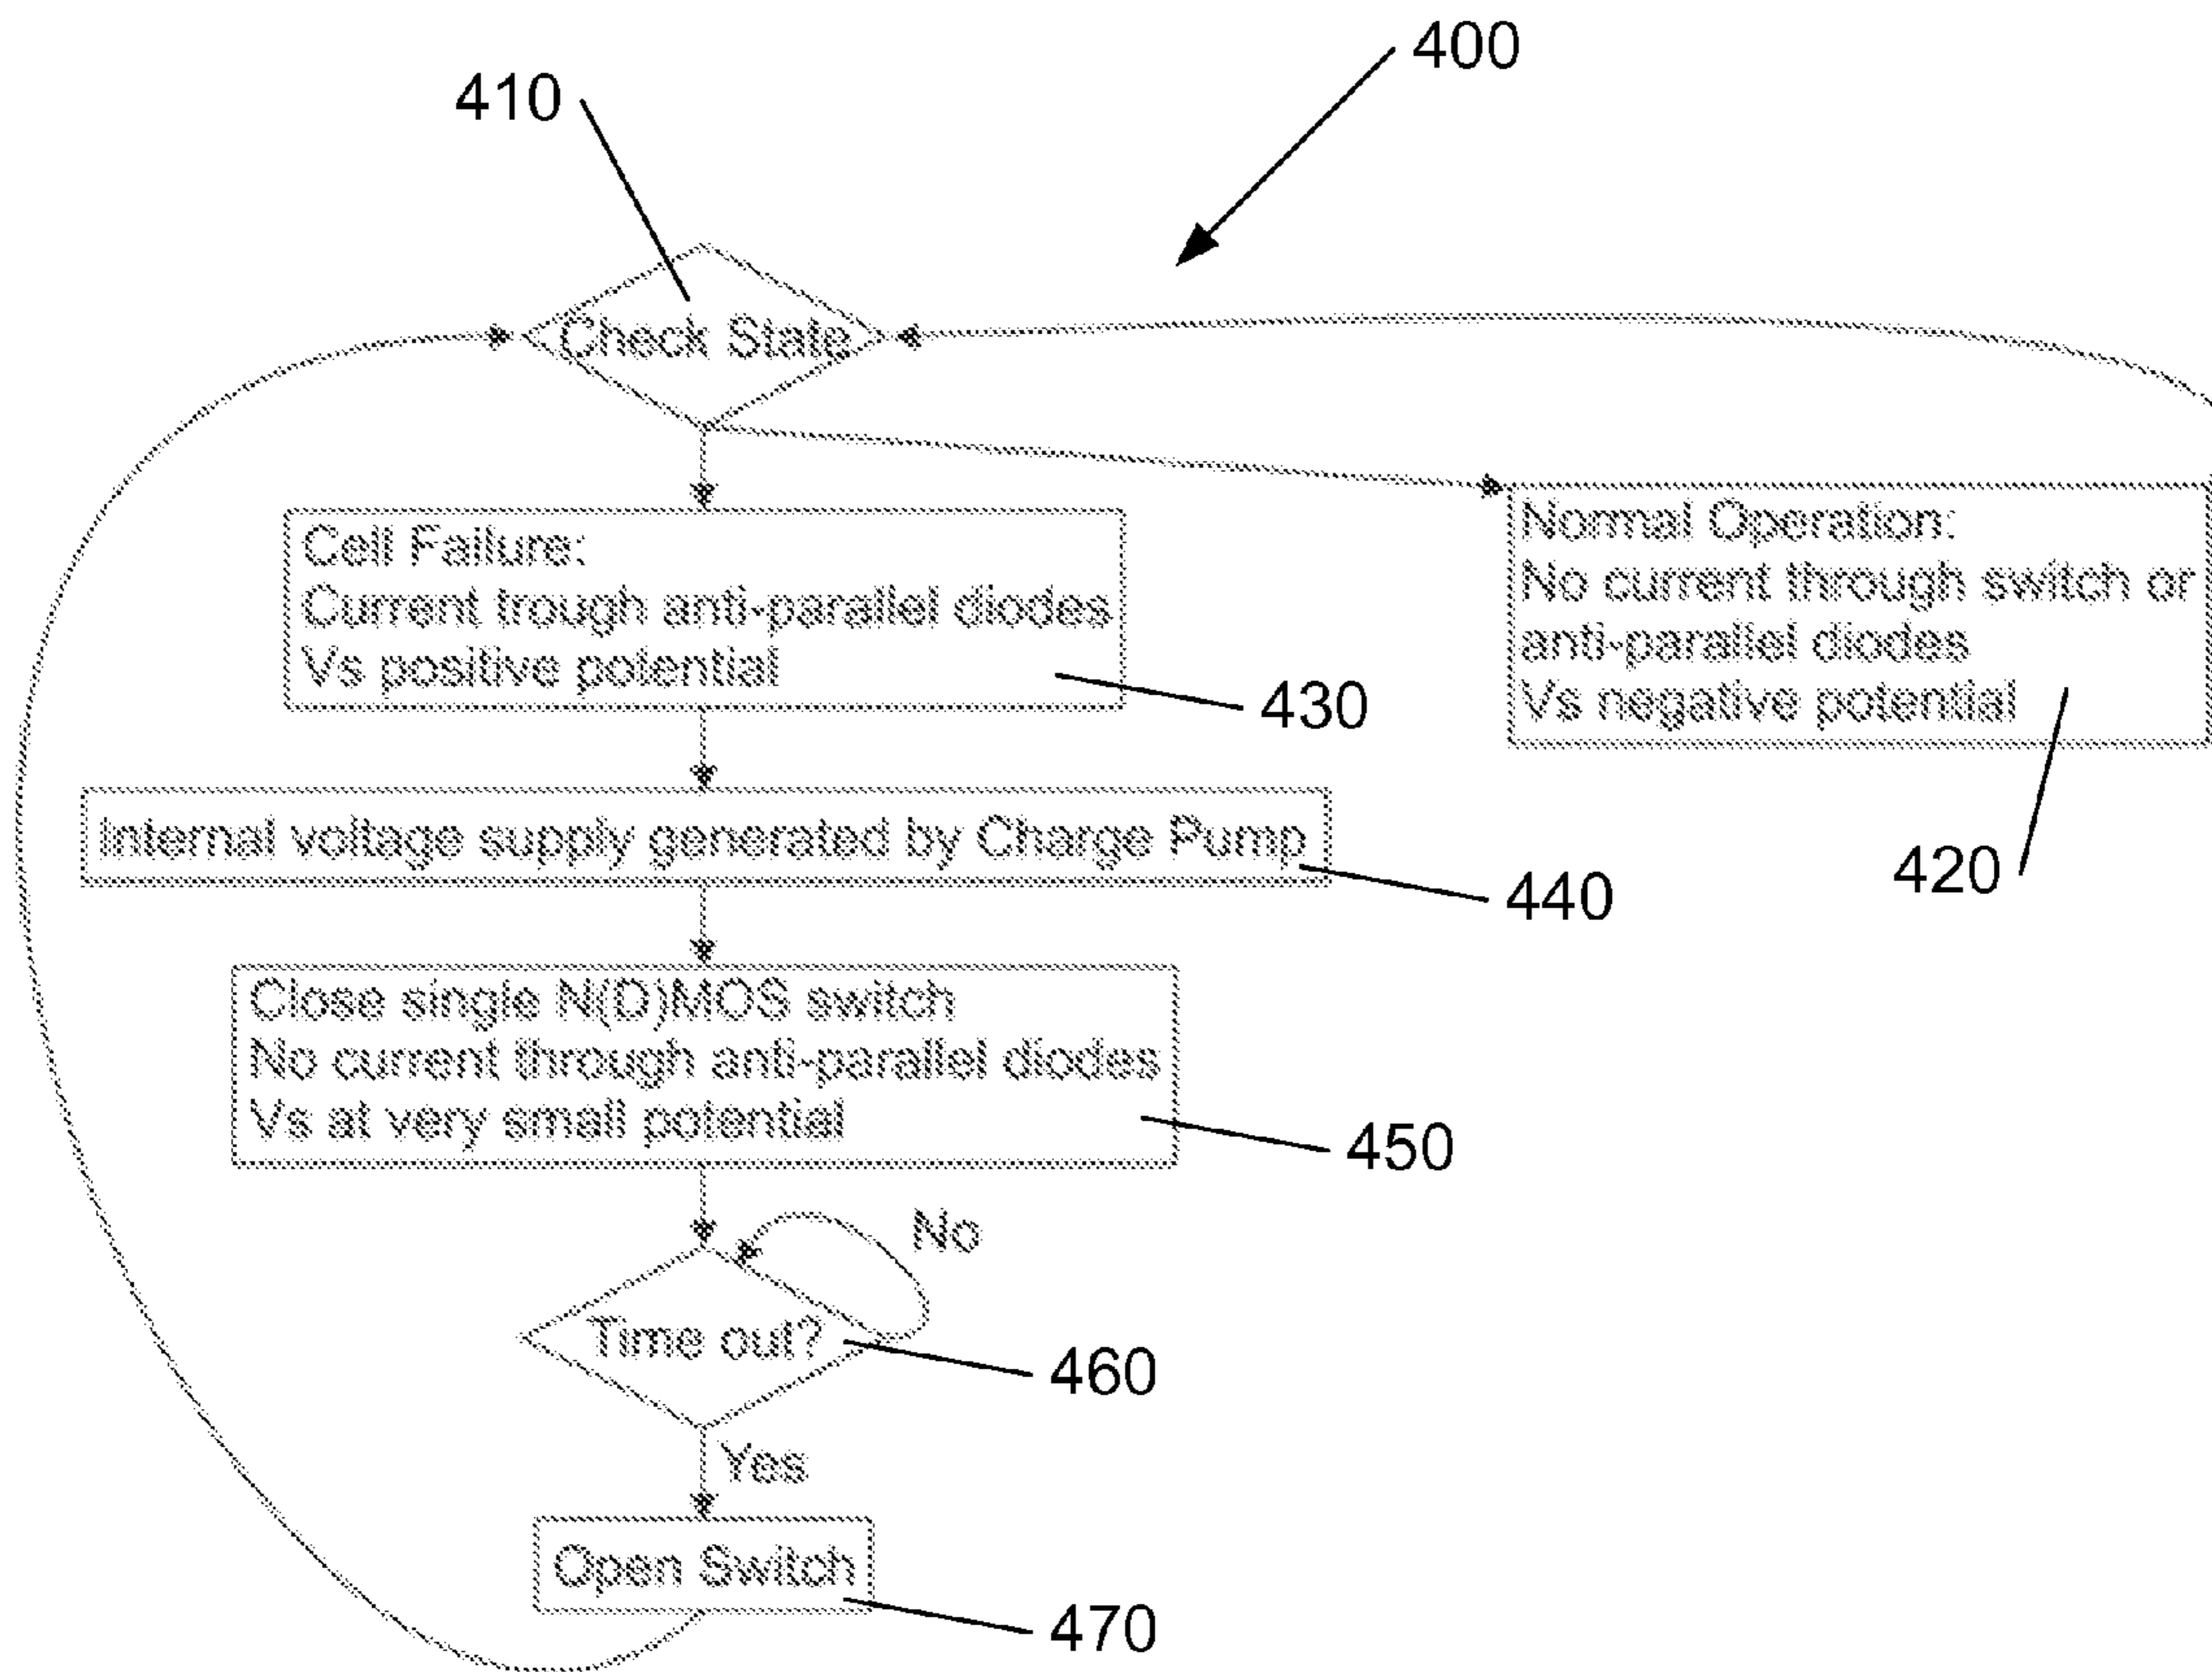 400
410
Check State
Cell Failure:
Current trough anti-parallel diodes
Vs positive potential
430
Normal Operation:
No current through switch or
anti-parallel diodes
Vs negative potential
420
Internal voltage supply generated by Charge Pump
440
Close single N(D)MOS switch
No current through anti-parallel diodes
Vs at very small potential
450
No
Time out?
460
Yes
Open Switch
470